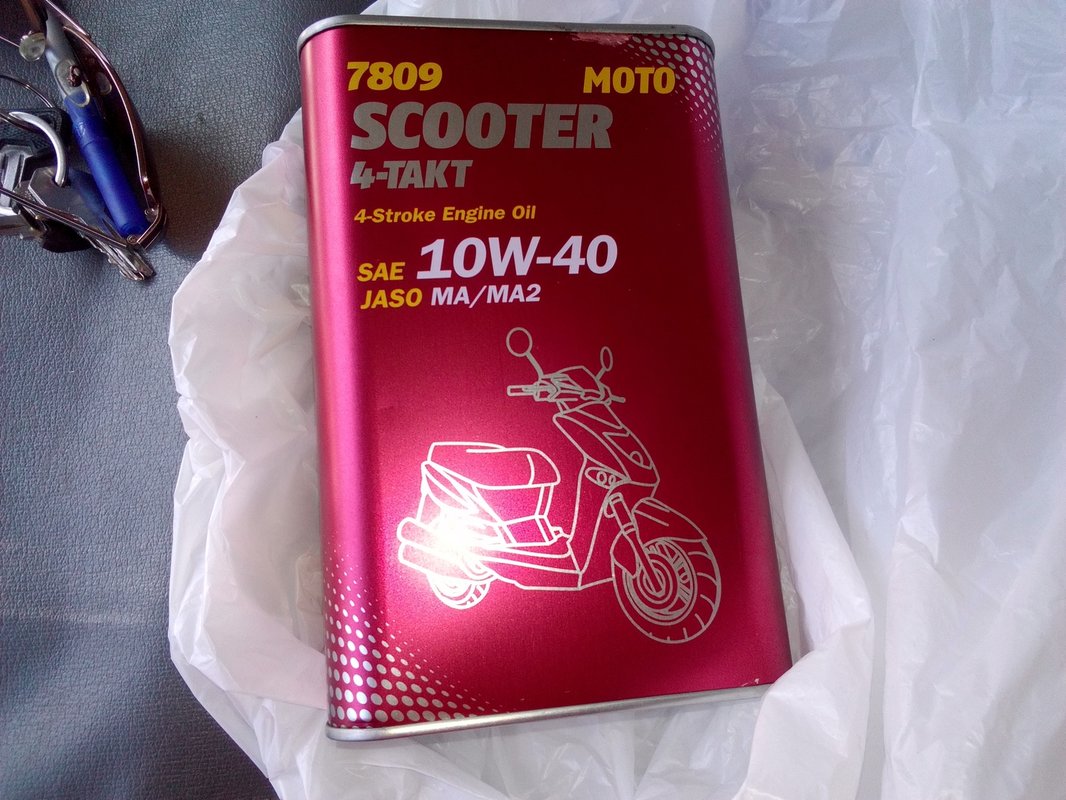 7809 MOTO
SCOOTER
4-TAKT
4-Stroke Engine Oil
SAE 10W-40
JASO MA/MA2